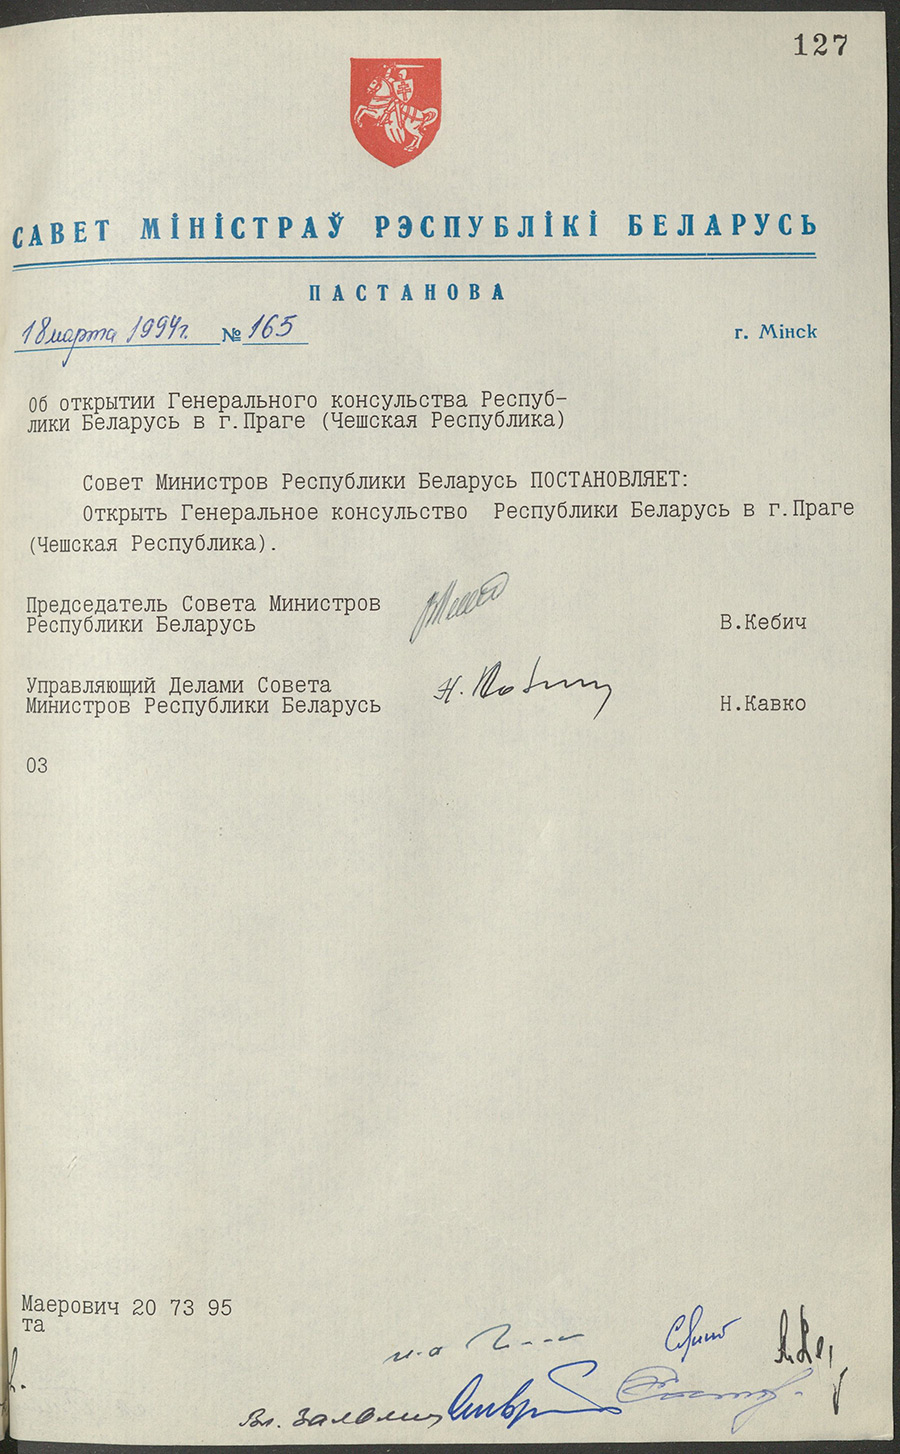 127
САВЕТ МІНІСТРАЎ РЭСПУБЛІКІ БЕЛАРУСЬ
ПАСТАНОВА
18 марта 1994г. № 165 г. Мінск
Об открытии Генерального консульства Респуб-
лики Беларусь в г.Праге (Чешская Республика)
Совет Министров Республики Беларусь ПОСТАНОВЛЯЕТ:
Открыть Генеральное консульство Республики Беларусь в г.Праге
(Чешская Республика).
Председатель Совета Министров
Республики Беларусь В.Кебич
Управляющий Делами Совета
Министров Республики Беларусь Н.Кавко
03
Маерович 20 73 95
та